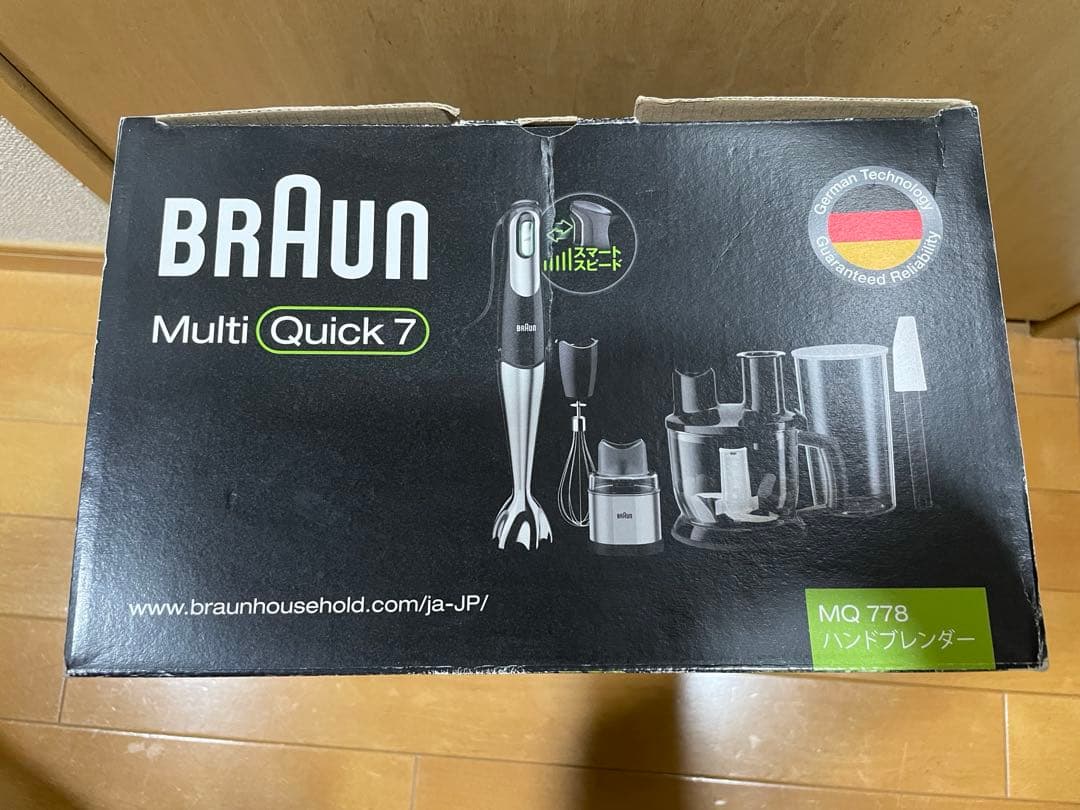 BRAUN
Multi Quick 7
スマート
スピード
BRAUN
BRAUN
German Technology
Guaranteed Reliability
www.braunhousehold.com/ja-JP/
MQ 778
ハンドブレンダー